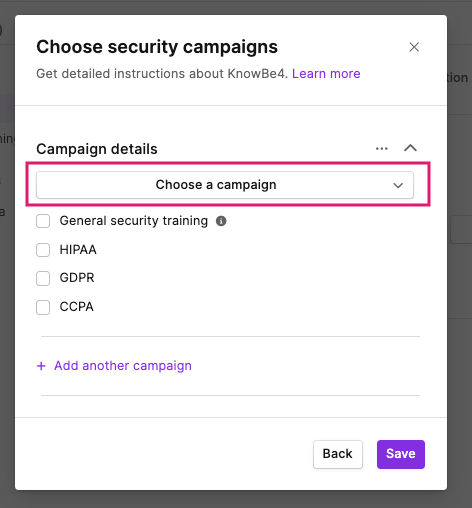 Choose security campaigns
Get detailed instructions about KnowBe4. Learn more
tion
Campaign details
Choose a campaign
General security training
HIPAA
GDPR
CCPA
+ Add another campaign
Back
Save